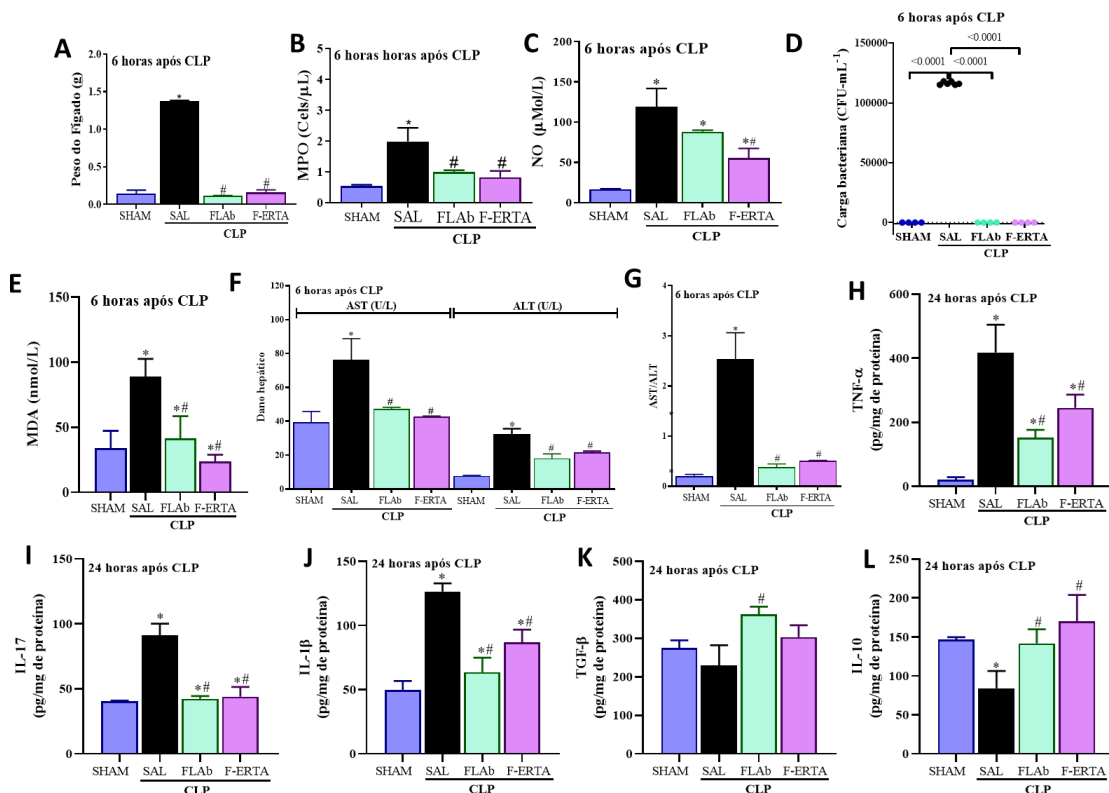 A
6 horas após CLP
Peso do Fígado (g)
2.0
1.5
1.0
0.5
0.0
*
#
#
SHAM
SAL
FLAb
F-ERTA
CLP
B
6 horas horas após CLP
MPO (Cels/µL)
5
4
3
2
1
0
*
#
#
SHAM
SAL
FLAb
F-ERTA
CLP
C
6 horas após CLP
NO
(µMol/L)
200
150
100
50
0
*
*
*#
SHAM
SAL
FLAb
F-ERTA
CLP
D
6 horas após CLP
Carga bacteriana (CFU-mL⁻¹)
150000
100000
50000
0
<0.0001
<0.0001
<0.0001
SHAM
SAL
FLAb
F-ERTA
CLP
E
6 horas após CLP
MDA (nmol/L)
150
100
50
0
*
*#
*#
SHAM
SAL
FLAb
F-ERTA
CLP
F
6 horas após CLP
AST (U/L)
ALT (U/L)
Dano hepático
120
100
80
60
40
20
0
*
#
#
*
#
#
SHAM
SAL
FLAb
F-ERTA
SHAM
SAL
FLAb
F-ERTA
CLP
CLP
G
6 horas após CLP
AST/ALT
4
3
2
1
0
*
#
#
SHAM
SAL
FLAb
F-ERTA
CLP
H
24 horas após CLP
TNF-α
(pg/mg de proteína)
600
400
200
0
*
*#
*#
SHAM
SAL
FLAb
F-ERTA
CLP
I
24 horas após CLP
IL-17
(pg/mg de proteína)
150
100
50
0
*
*#
*#
SHAM
SAL
FLAb
F-ERTA
CLP
J
24 horas após CLP
IL-1β
(pg/mg de proteína)
150
100
50
0
*
*#
*#
SHAM
SAL
FLAb
F-ERTA
CLP
K
24 horas após CLP
TGF-β
(pg/mg de proteína)
500
400
300
200
100
0
#
SHAM
SAL
FLAb
F-ERTA
CLP
L
24 horas após CLP
IL-10
(pg/mg de proteína)
250
200
150
100
50
0
*
#
#
SHAM
SAL
FLAb
F-ERTA
CLP